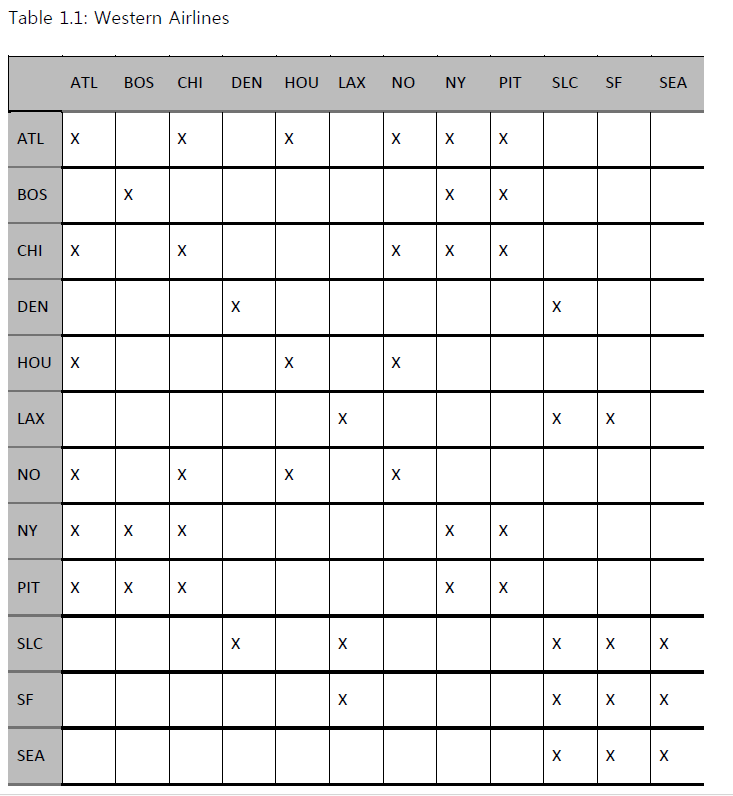 Table 1.1: Western Airlines
ATL BOS CHI DEN HOU LAX NO NY PIT SLC SF SEA
ATL X X X X X X
BOS X X X
CHI X X X X X
DEN X X
HOU X X X
LAX X X X
NO X X X X
NY X X X X X
PIT X X X X X
SLC X X X X X
SF X X X X
SEA X X X